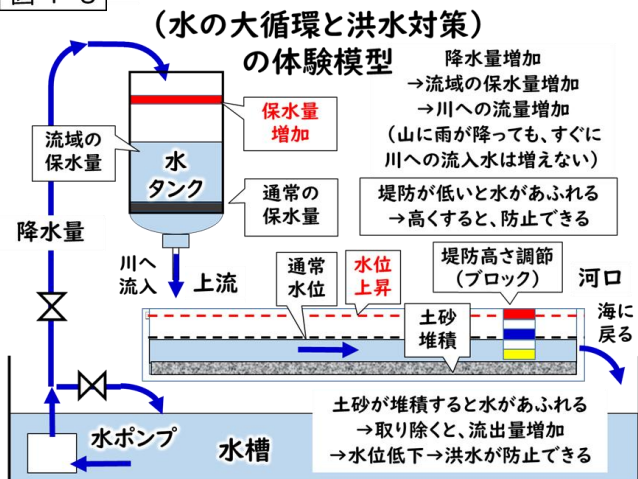 (水の大循環と洪水対策)
の体験模型
降水量増加
→流域の保水量増加
→川への流量増加
(山に雨が降っても、すぐに
川への流入水は増えない)
保水量
増加
流域の
保水量
水
タンク
通常の
保水量
堤防が低いと水があふれる
→高くすると、防止できる
降水量
川へ
流入
上流
通常
水位
水位
上昇
堤防高さ調節
(ブロック)
河口
海に
戻る
土砂
堆積
土砂が堆積すると水があふれる
→取り除くと、流出量増加
→水位低下→洪水が防止できる
水ポンプ
水槽